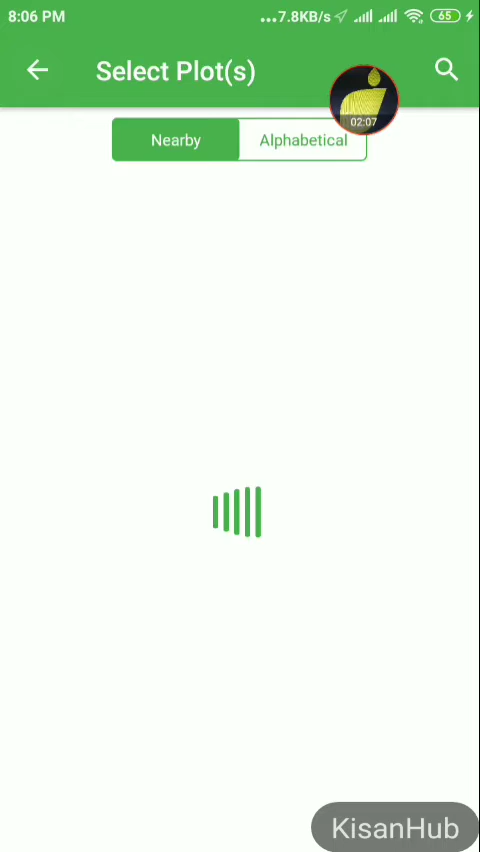 8:06 PM ...7.8KB/s 65
Select Plot(s)
02:07
Nearby Alphabetical
KisanHub